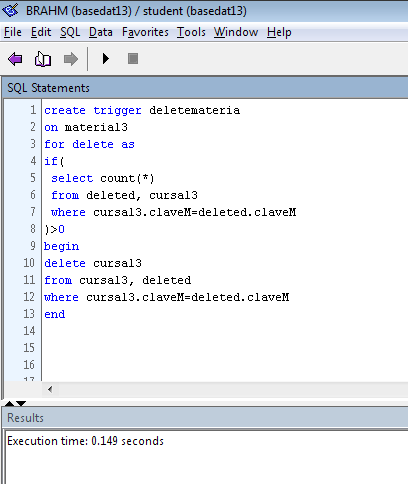 BRAHM (basedat13) / student (basedat13)
File Edit SQL Data Favorites Tools Window Help
SQL Statements
1 create trigger deletemateria
2 on material3
3 for delete as
4 if(
5 select count(*)
6 from deleted, cursal3
7 where cursal3.claveM=deleted.claveM
8 )>0
9 begin
10 delete cursal3
11 from cursal3, deleted
12 where cursal3.claveM=deleted.claveM
13 end
14
15
16
17
Results
Execution time: 0.149 seconds